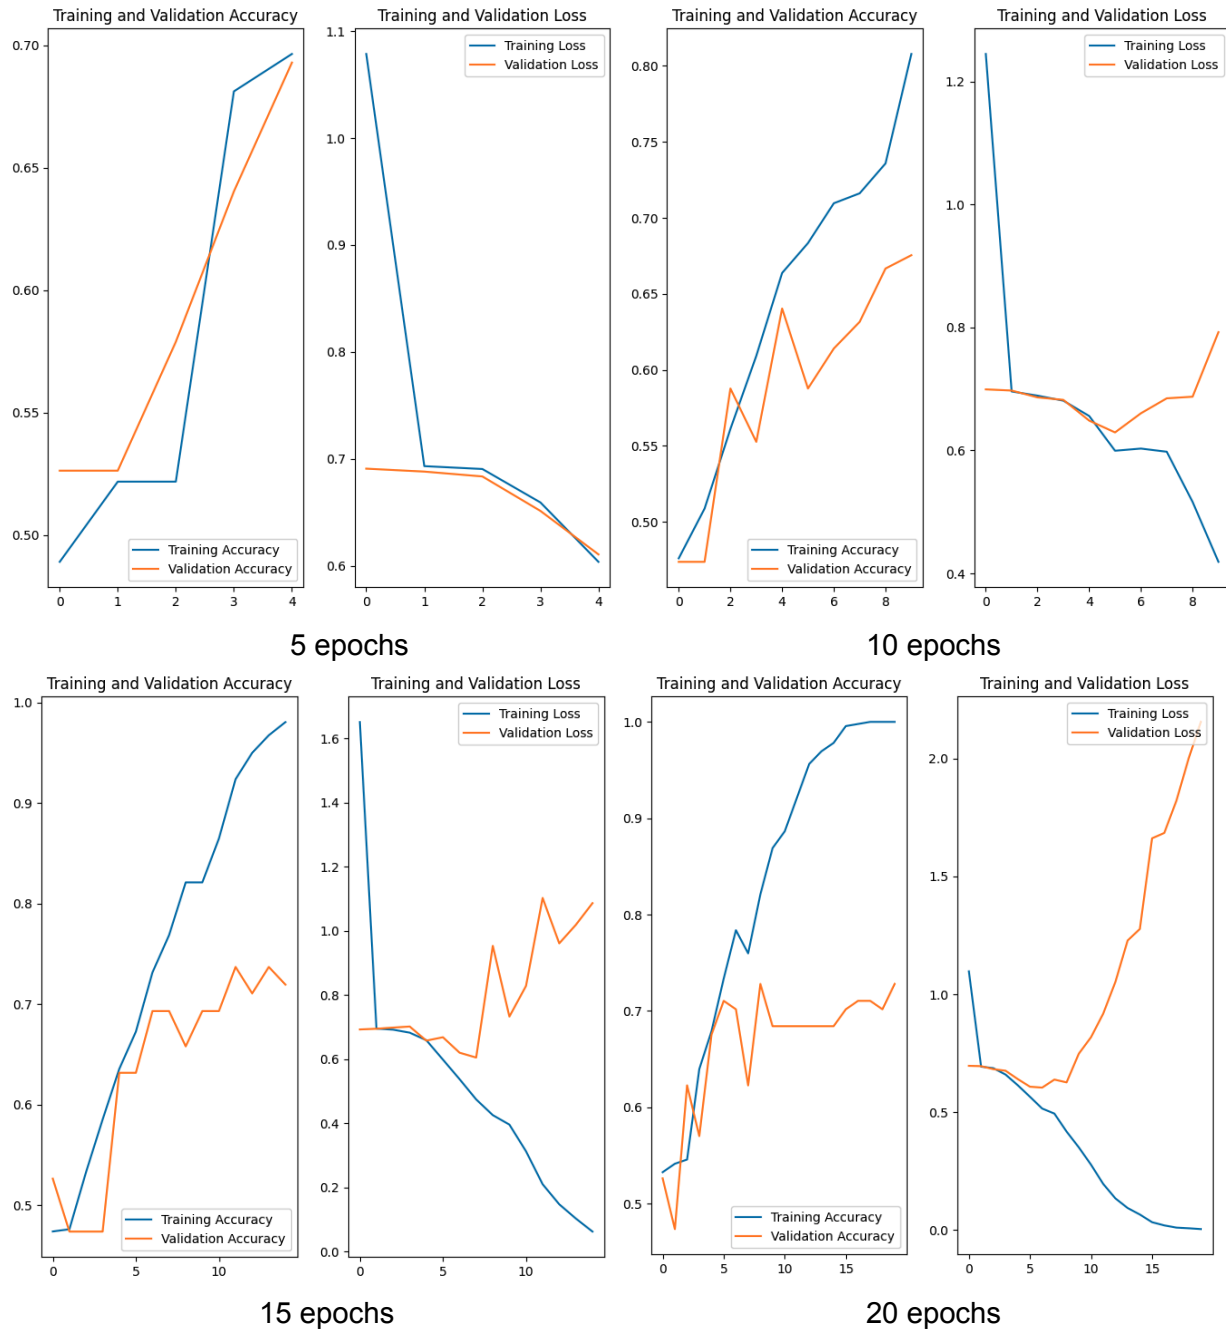 Training and Validation Accuracy
0.70
0.65
0.60
0.55
0.50
Training Accuracy
Validation Accuracy
0 1 2 3 4
Training and Validation Loss
1.1
1.0
0.9
0.8
0.7
0.6
Training Loss
Validation Loss
0 1 2 3 4
5 epochs
Training and Validation Accuracy
0.80
0.75
0.70
0.65
0.60
0.55
0.50
Training Accuracy
Validation Accuracy
0 2 4 6 8
Training and Validation Loss
1.2
1.0
0.8
0.6
0.4
Training Loss
Validation Loss
0 2 4 6 8
10 epochs
Training and Validation Accuracy
1.0
0.9
0.8
0.7
0.6
0.5
Training Accuracy
Validation Accuracy
0 5 10
Training and Validation Loss
1.6
1.4
1.2
1.0
0.8
0.6
0.4
0.2
0.0
Training Loss
Validation Loss
0 5 10
15 epochs
Training and Validation Accuracy
1.0
0.9
0.8
0.7
0.6
0.5
Training Accuracy
Validation Accuracy
0 5 10 15
Training and Validation Loss
2.0
1.5
1.0
0.5
0.0
Training Loss
Validation Loss
0 5 10 15
20 epochs